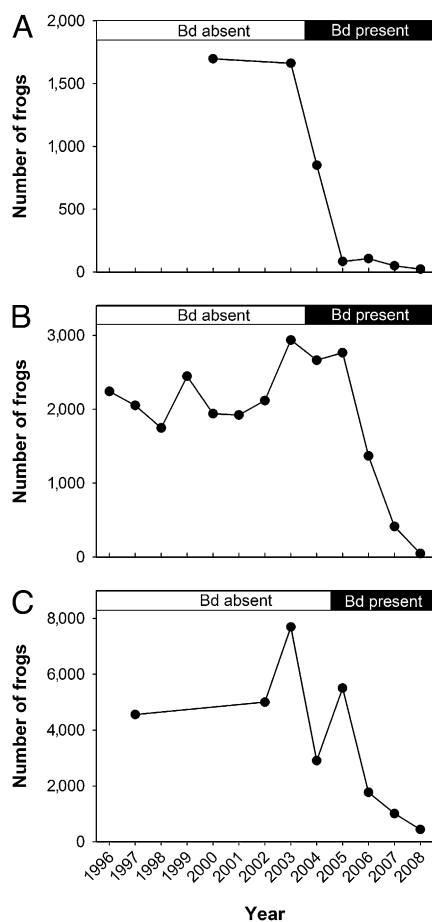 A
Bd absent Bd present
2,000
1,500
1,000
500
0
Number of frogs
B
Bd absent Bd present
3,000
2,000
1,000
0
Number of frogs
C
Bd absent Bd present
8,000
6,000
4,000
2,000
0
Number of frogs
1996 1997 1998 1999 2000 2001 2002 2003 2004 2005 2006 2007 2008
Year